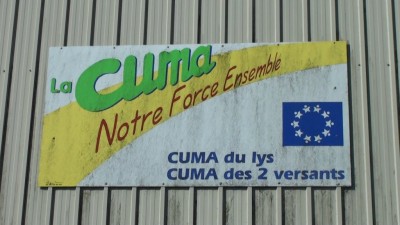 La CUMA
Notre Force Ensemble
CUMA du lys
CUMA des 2 versants